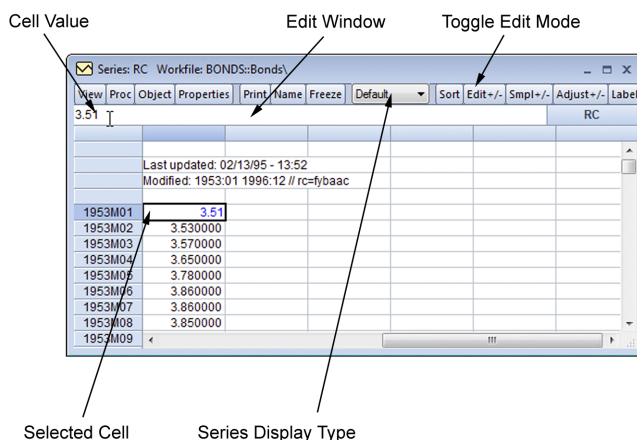 Cell Value Edit Window Toggle Edit Mode
Series: RC Workfile: BONDS::Bonds\
View Proc Object Properties Print Name Freeze Default Sort Edit+/- Smpl+/- Adjust+/- Label
3.51 RC
Last updated: 02/13/95 - 13:52
Modified: 1953:01 1996:12 // rc=fybaac
1953M01 3.51
1953M02 3.530000
1953M03 3.570000
1953M04 3.650000
1953M05 3.780000
1953M06 3.860000
1953M07 3.860000
1953M08 3.850000
1953M09
Selected Cell Series Display Type